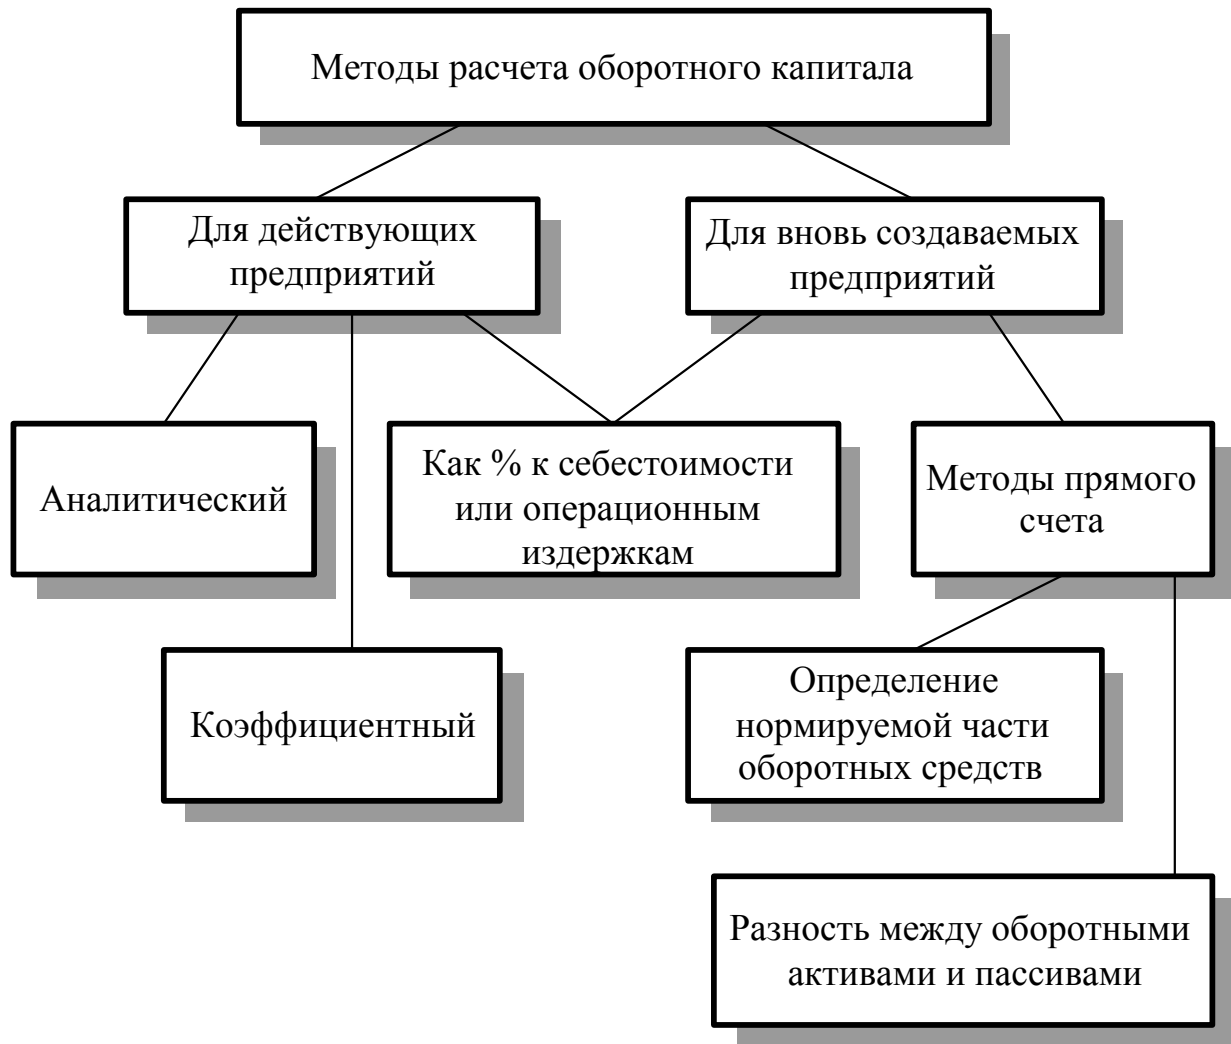 Методы расчета оборотного капитала
Для действующих
предприятий
Для вновь создаваемых
предприятий
Аналитический
Как % к себестоимости
или операционным
издержкам
Методы прямого
счета
Коэффициентный
Определение
нормируемой части
оборотных средств
Разность между оборотными
активами и пассивами